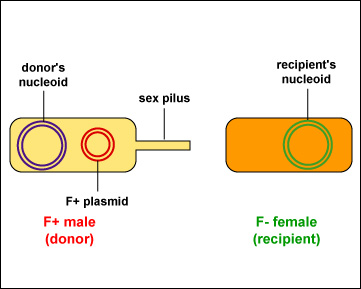 donor's
nucleoid
sex pilus
recipient's
nucleoid
F+ plasmid
F+ male
(donor)
F- female
(recipient)